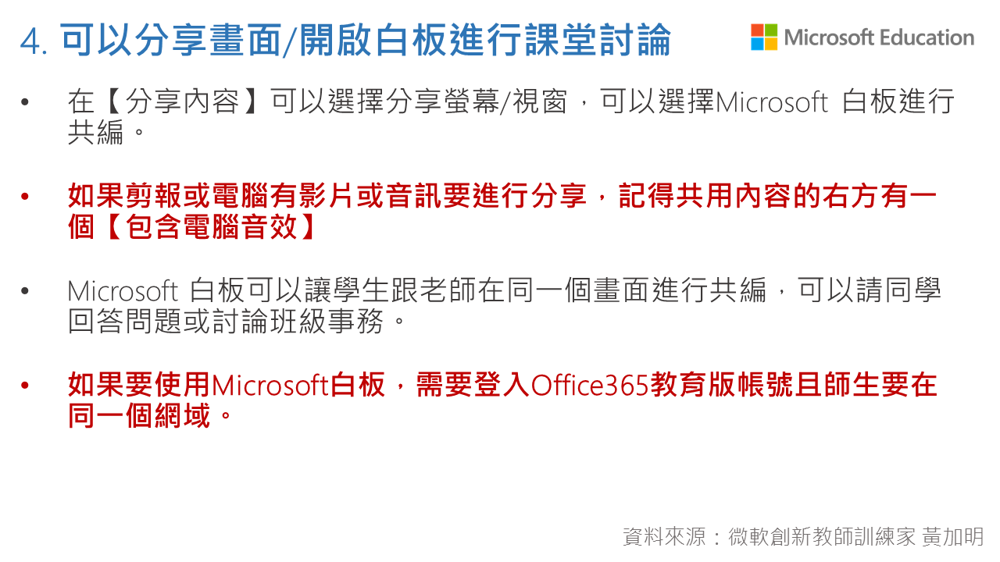 4. 可以分享畫面/開啟白板進行課堂討論
Microsoft Education
• 在【分享內容】可以選擇分享螢幕/視窗，可以選擇Microsoft 白板進行
共編。
• 如果剪報或電腦有影片或音訊要進行分享，記得共用內容的右方有一
個【包含電腦音效】
• Microsoft 白板可以讓學生跟老師在同一個畫面進行共編，可以請同學
回答問題或討論班級事務。
• 如果要使用Microsoft白板，需要登入Office365教育版帳號且師生要在
同一個網域。
資料來源：微軟創新教師訓練家 黃加明